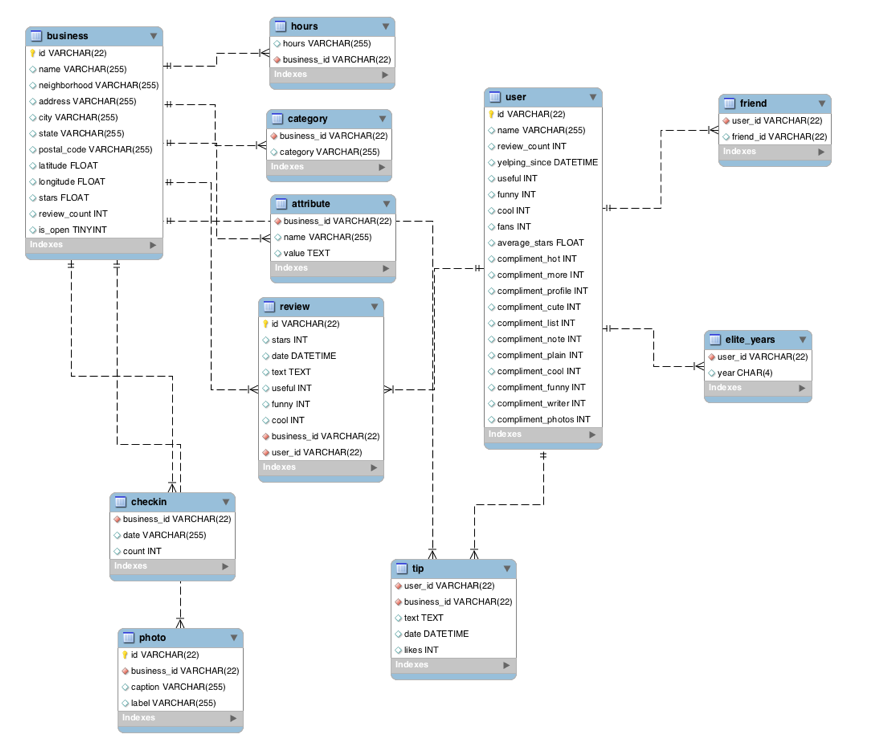 business
id VARCHAR(22)
name VARCHAR(255)
neighborhood VARCHAR(255)
address VARCHAR(255)
city VARCHAR(255)
state VARCHAR(255)
postal_code VARCHAR(255)
latitude FLOAT
longitude FLOAT
stars FLOAT
review_count INT
is_open TINYINT
Indexes
hours
hours VARCHAR(255)
business_id VARCHAR(22)
Indexes
category
business_id VARCHAR(22)
category VARCHAR(255)
Indexes
attribute
business_id VARCHAR(22)
name VARCHAR(255)
value TEXT
Indexes
review
id VARCHAR(22)
stars INT
date DATETIME
text TEXT
useful INT
funny INT
cool INT
business_id VARCHAR(22)
user_id VARCHAR(22)
Indexes
user
id VARCHAR(22)
name VARCHAR(255)
review_count INT
yelping_since DATETIME
useful INT
funny INT
cool INT
fans INT
average_stars FLOAT
compliment_hot INT
compliment_more INT
compliment_profile INT
compliment_cute INT
compliment_list INT
compliment_note INT
compliment_plain INT
compliment_cool INT
compliment_funny INT
compliment_writer INT
compliment_photos INT
Indexes
friend
user_id VARCHAR(22)
friend_id VARCHAR(22)
Indexes
elite_years
user_id VARCHAR(22)
year CHAR(4)
Indexes
checkin
business_id VARCHAR(22)
date VARCHAR(255)
count INT
Indexes
photo
id VARCHAR(22)
business_id VARCHAR(22)
caption VARCHAR(255)
label VARCHAR(255)
Indexes
tip
user_id VARCHAR(22)
business_id VARCHAR(22)
text TEXT
date DATETIME
likes INT
Indexes